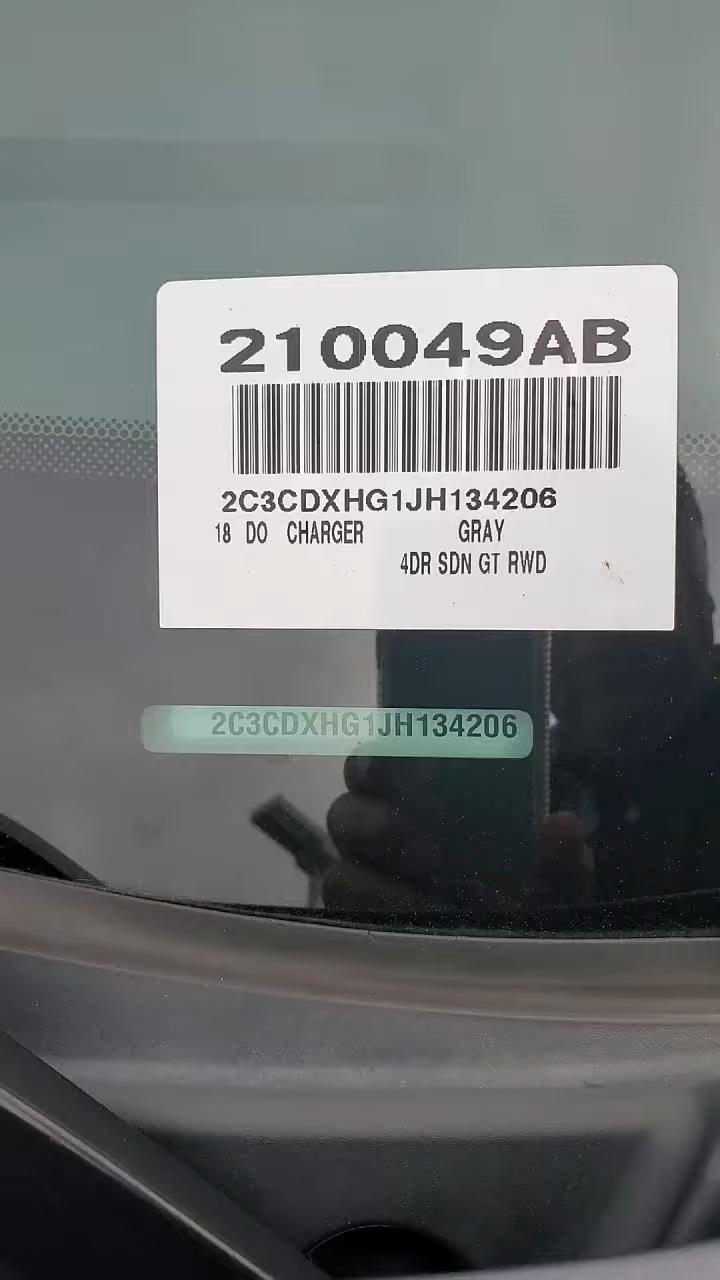 210049AB
2C3CDXHG1JH134206
18 DO CHARGER GRAY
4DR SDN GT RWD
2C3CDXHG1JH134206